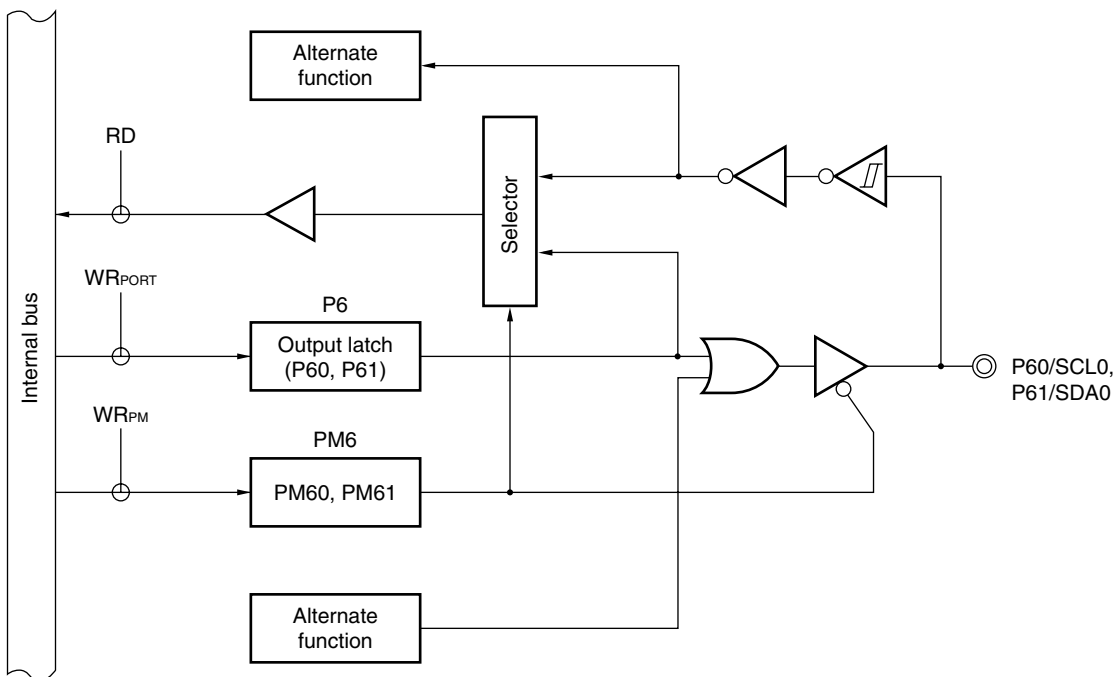 Alternate
function
RD
Selector
WRPORT
P6
Output latch
(P60, P61)
Internal bus
P60/SCL0,
P61/SDA0
WRPM
PM6
PM60, PM61
Alternate
function